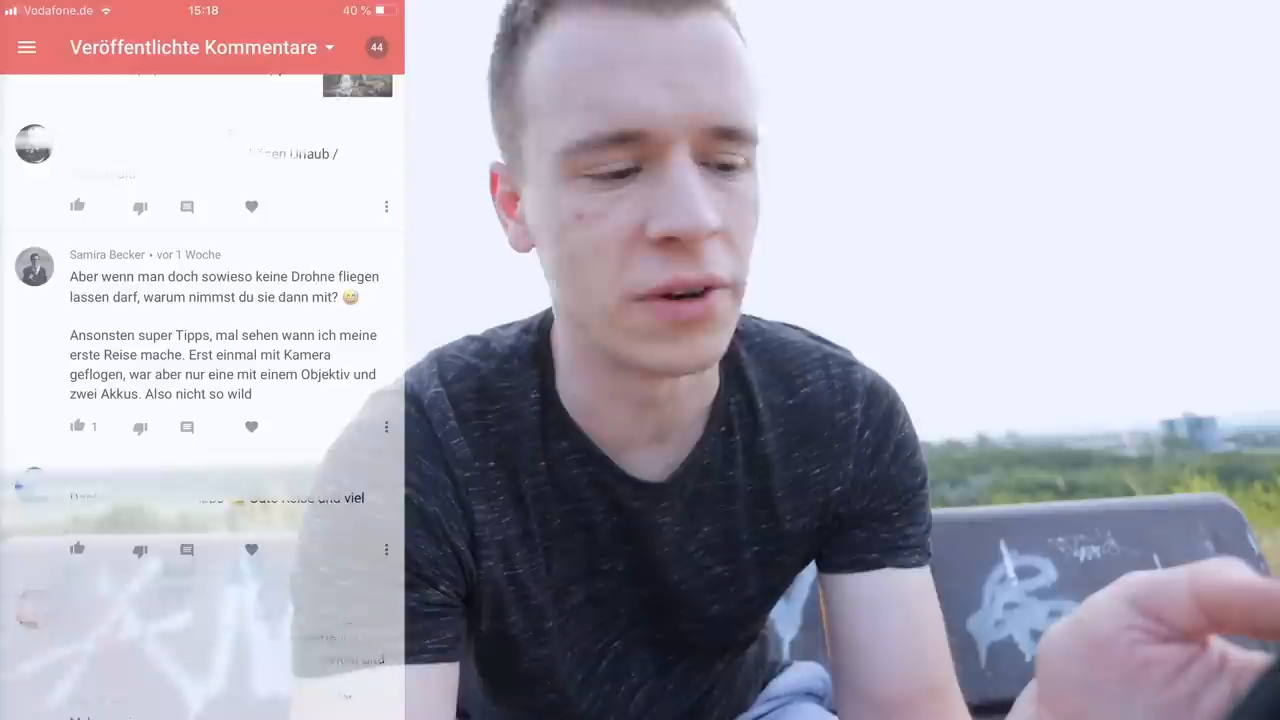 Vodafone.de
15:18
40 %
Veröffentlichte Kommentare
44
Urlaub /
Samira Becker • vor 1 Woche
Aber wenn man doch sowieso keine Drohne fliegen
lassen darf, warum nimmst du sie dann mit? 😁
Ansonsten super Tipps, mal sehen wann ich meine
erste Reise mache. Erst einmal mit Kamera
geflogen, war aber nur eine mit einem Objektiv und
zwei Akkus. Also nicht so wild
1
Gute Reise und viel
und